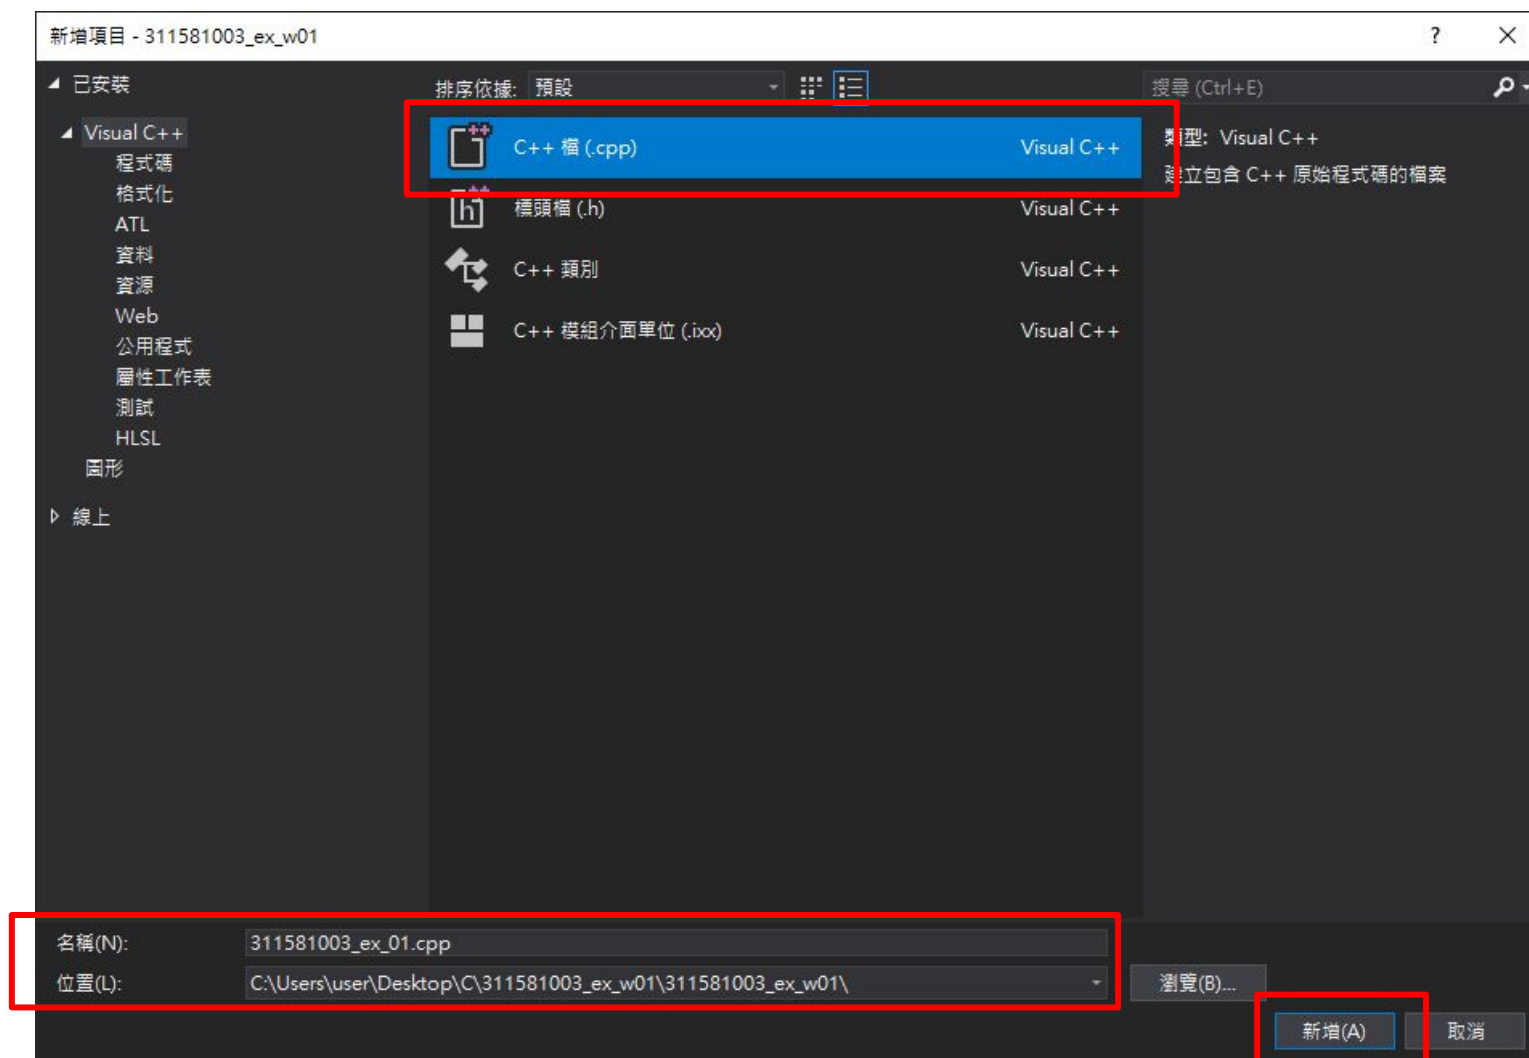 新增項目 - 311581003_ex_w01
?
已安裝
排序依據: 預設
搜尋 (Ctrl+E)
Visual C++
程式碼
格式化
ATL
資料
資源
Web
公用程式
屬性工作表
測試
HLSL
圖形
線上
C++ 檔 (.cpp) Visual C++
標頭檔 (.h) Visual C++
C++ 類別 Visual C++
C++ 模組介面單位 (.ixx) Visual C++
類型: Visual C++
建立包含 C++ 原始程式碼的檔案
名稱(N): 311581003_ex_01.cpp
位置(L): C:\Users\user\Desktop\C\311581003_ex_w01\311581003_ex_w01\
瀏覽(B)...
新增(A) 取消